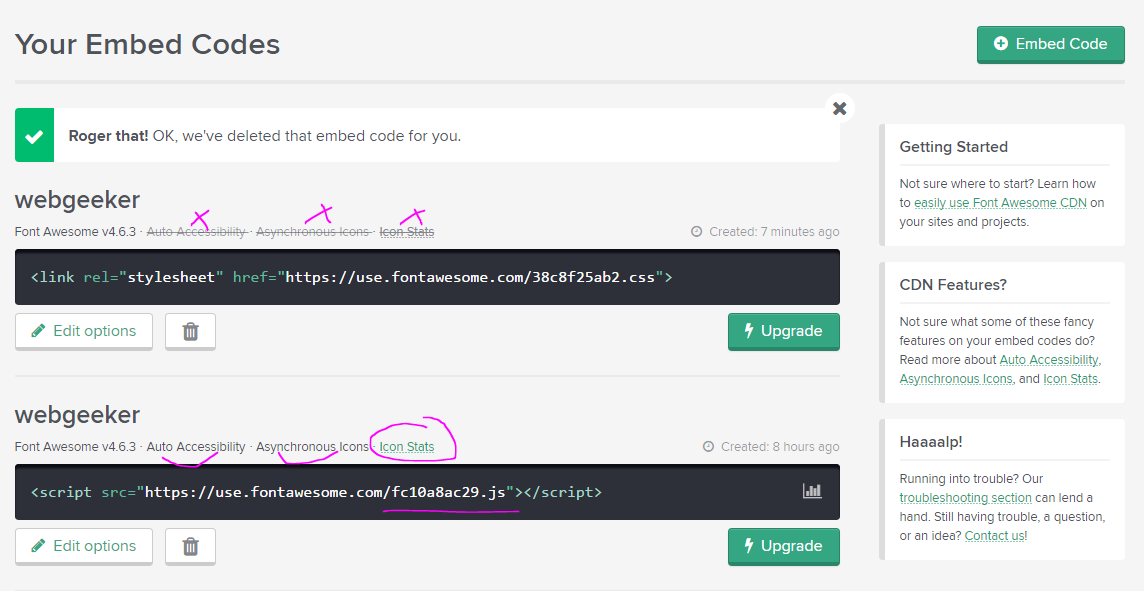 Your Embed Codes
Embed Code
Roger that! OK, we've deleted that embed code for you.
webgeeker
Font Awesome v4.6.3 · Auto Accessibility · Asynchronous Icons · Icon Stats
Created: 7 minutes ago
<link rel="stylesheet" href="https://use.fontawesome.com/38c8f25ab2.css">
Edit options
Upgrade
webgeeker
Font Awesome v4.6.3 · Auto Accessibility · Asynchronous Icons · Icon Stats
Created: 8 hours ago
<script src="https://use.fontawesome.com/fc10a8ac29.js"></script>
Edit options
Upgrade
Getting Started
Not sure where to start? Learn how
to easily use Font Awesome CDN on
your sites and projects.
CDN Features?
Not sure what some of these fancy
features on your embed codes do?
Read more about Auto Accessibility,
Asynchronous Icons, and Icon Stats.
Haaaalp!
Running into trouble? Our
troubleshooting section can lend a
hand. Still having trouble, a question,
or an idea? Contact us!